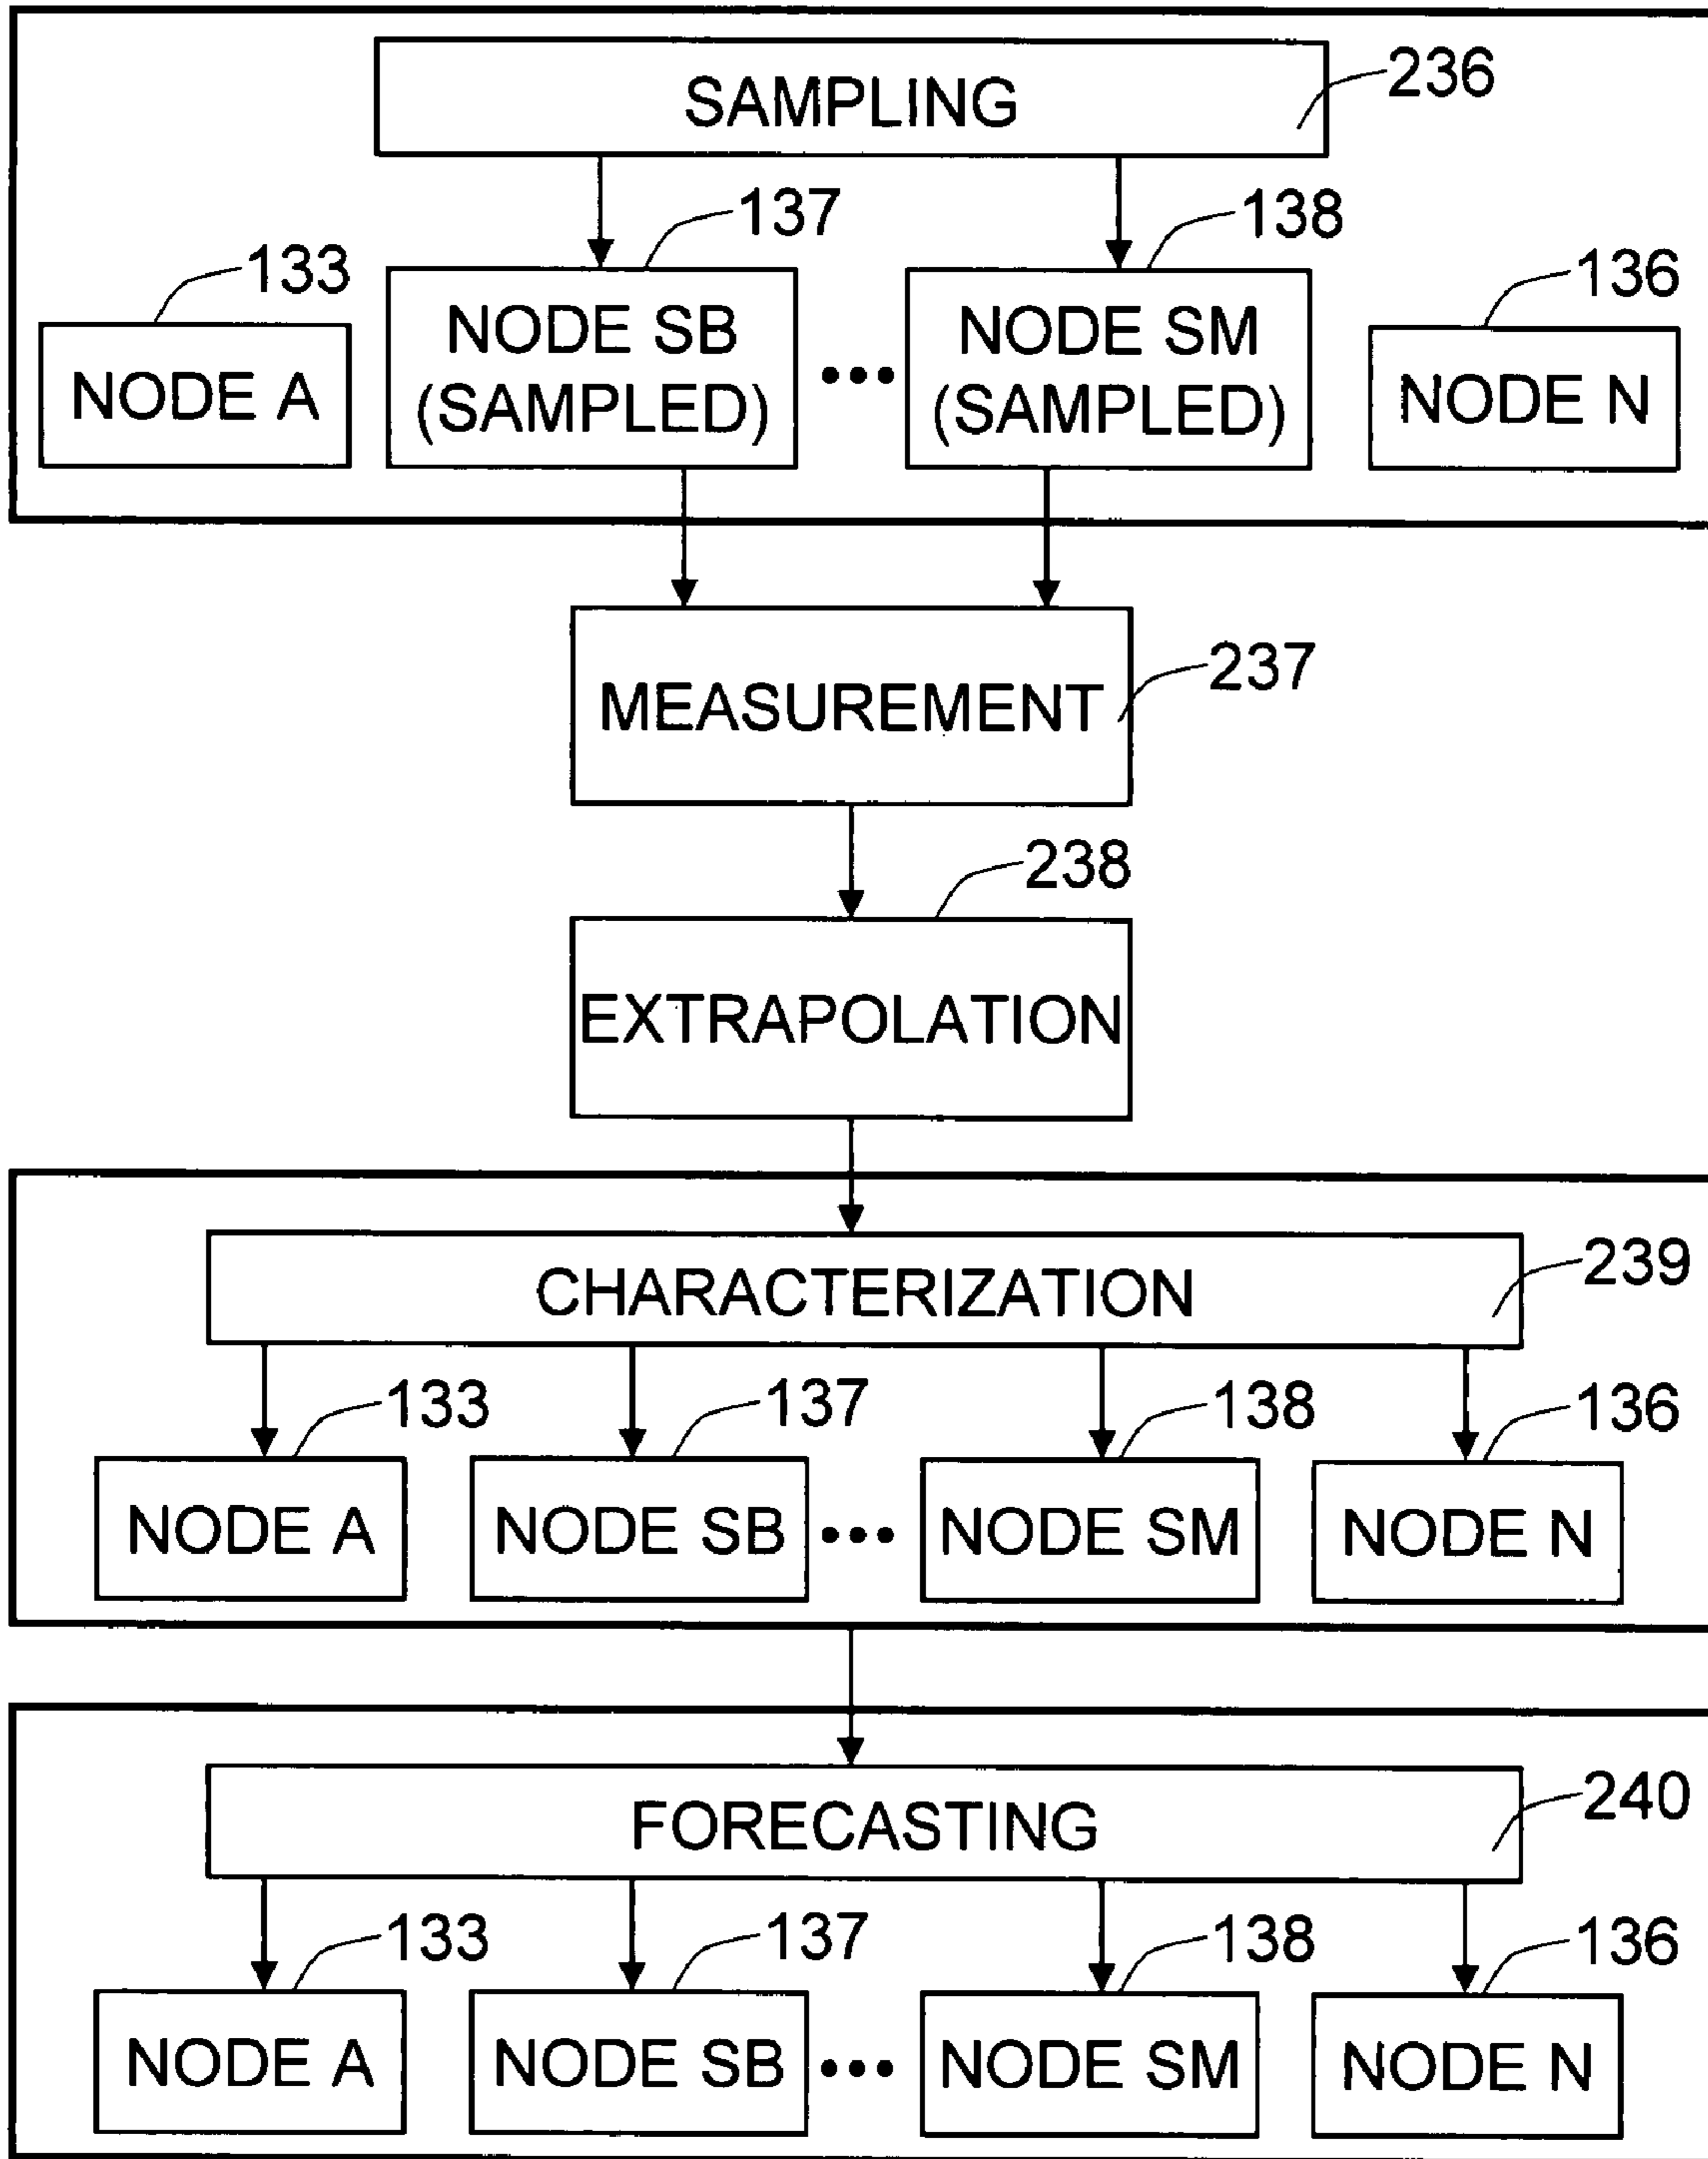 SAMPLING
236
137
138
133
136
NODE A
NODE SB
(SAMPLED)
•••
NODE SM
(SAMPLED)
NODE N
MEASUREMENT
237
238
EXTRAPOLATION
CHARACTERIZATION
239
133
137
138
136
NODE A
NODE SB
•••
NODE SM
NODE N
FORECASTING
240
133
137
138
136
NODE A
NODE SB
•••
NODE SM
NODE N